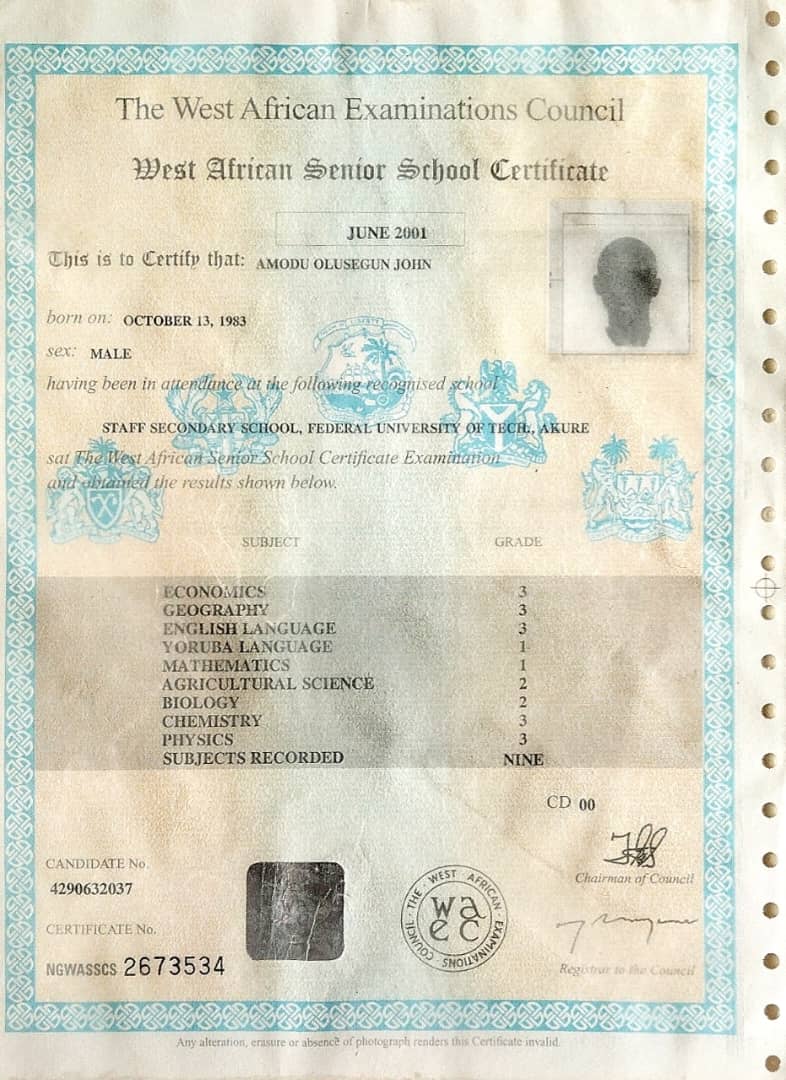 The West African Examinations Council
West African Senior School Certificate
JUNE 2001
This is to Certify that: AMODU OLUSEGUN JOHN
born on: OCTOBER 13, 1983
sex: MALE
having been in attendance at the following recognised school
STAFF SECONDARY SCHOOL, FEDERAL UNIVERSITY OF TECH., AKURE
sat The West African Senior School Certificate Examination
and obtained the results shown below.
SUBJECT GRADE
ECONOMICS 3
GEOGRAPHY 3
ENGLISH LANGUAGE 3
YORUBA LANGUAGE 1
MATHEMATICS 1
AGRICULTURAL SCIENCE 2
BIOLOGY 2
CHEMISTRY 3
PHYSICS 3
SUBJECTS RECORDED NINE
CD 00
Chairman of Council
CANDIDATE No.
4290632037
THE WEST AFRICAN EXAMINATIONS COUNCIL
waec
CERTIFICATE No.
NGWASSCS 2673534
Registrar to the Council
Any alteration, erasure or absence of photograph renders this Certificate invalid.